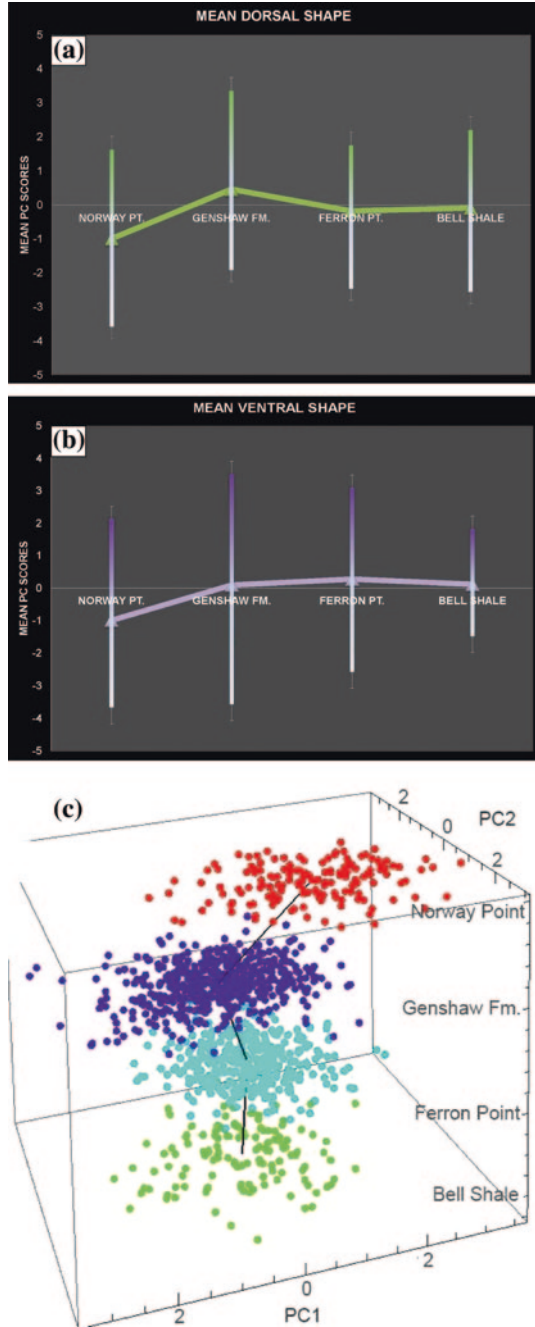 MEAN DORSAL SHAPE
(a)
MEAN PC SCORES
5
4
3
2
1
0
-1
-2
-3
-4
-5
NORWAY PT. GENSHAW FM. FERRON PT. BELL SHALE
MEAN VENTRAL SHAPE
(b)
MEAN PC SCORES
5
4
3
2
1
0
-1
-2
-3
-4
-5
NORWAY PT. GENSHAW FM. FERRON PT. BELL SHALE
(c)
2
0
2
PC2
Norway Point
Genshaw Fm.
Ferron Point
Bell Shale
2
0
2
PC1